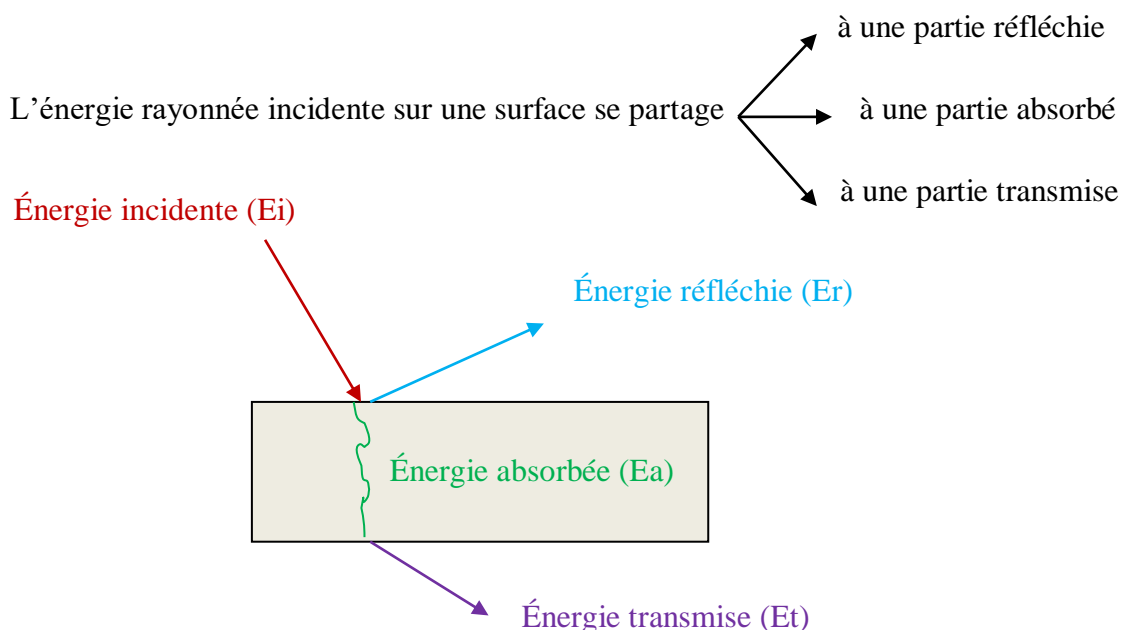 à une partie réfléchie
L’énergie rayonnée incidente sur une surface se partage
à une partie absorbé
à une partie transmise
Énergie incidente (Ei)
Énergie réfléchie (Er)
Énergie absorbée (Ea)
Énergie transmise (Et)